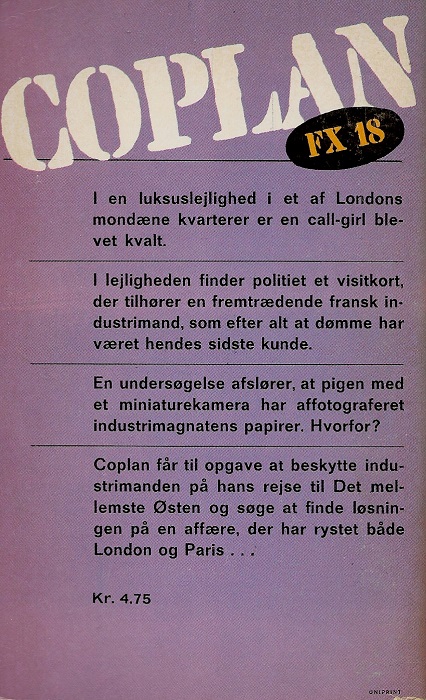 COPLAN
FX 18
I en luksuslejlighed i et af Londons
mondæne kvarterer er en call-girl ble-
vet kvalt.
I lejligheden finder politiet et visitkort,
der tilhører en fremtrædende fransk in-
dustrimand, som efter alt at dømme har
været hendes sidste kunde.
En undersøgelse afslører, at pigen med
et miniaturekamera har affotograferet
industrimagnatens papirer. Hvorfor?
Coplan får til opgave at beskytte indu-
strimanden på hans rejse til Det mel-
lemste Østen og søge at finde løsnin-
gen på en affære, der har rystet både
London og Paris . . .
Kr. 4.75
UNIPRINT